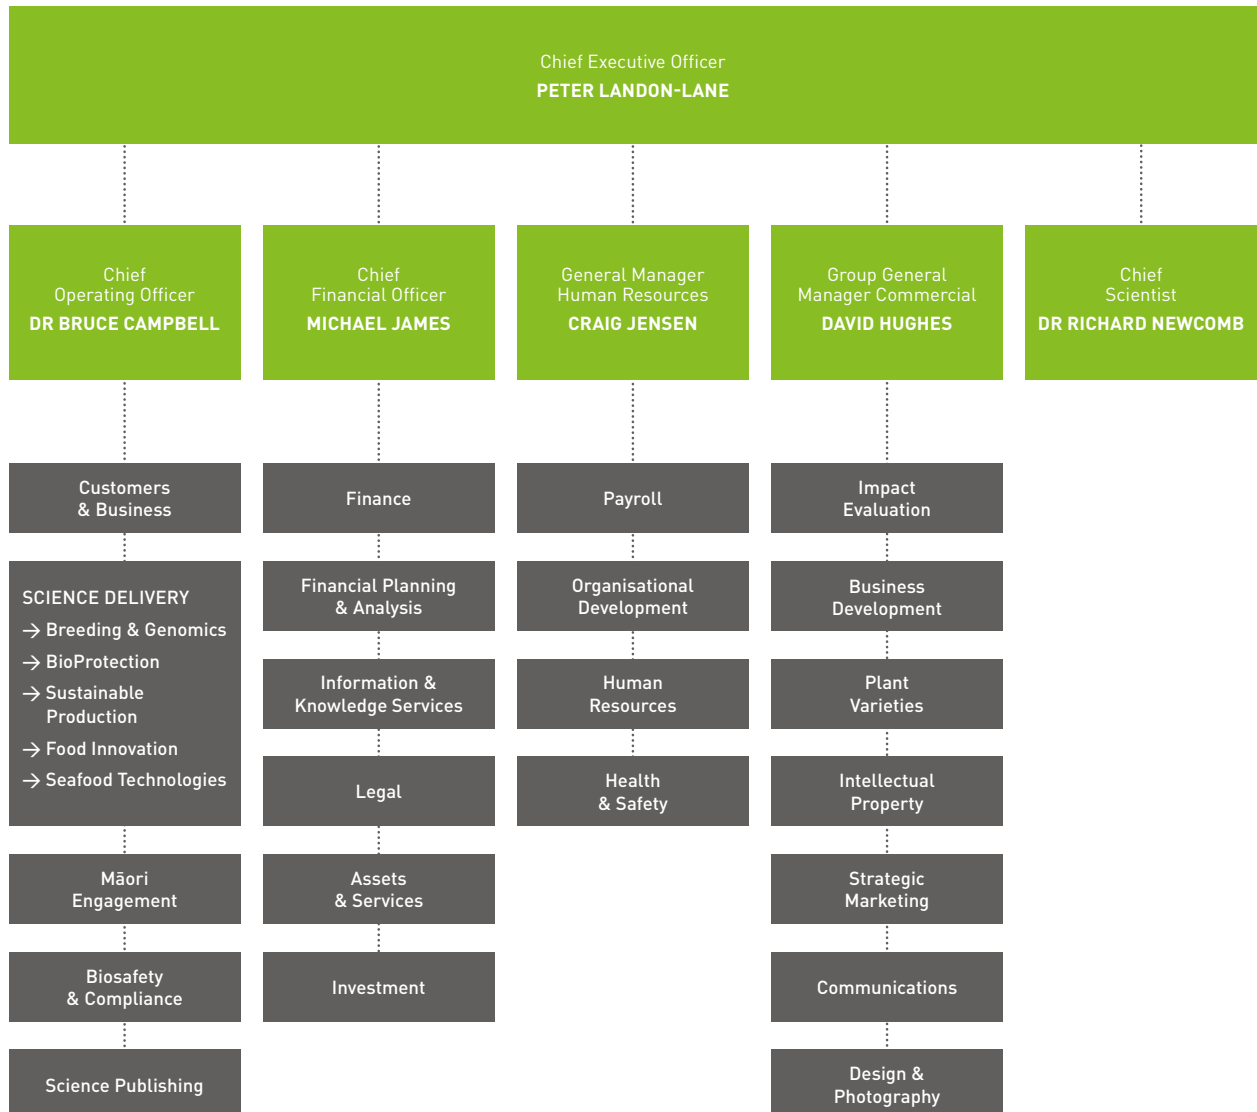 Chief Executive Officer
PETER LANDON-LANE
Chief
Operating Officer
DR BRUCE CAMPBELL
Chief
Financial Officer
MICHAEL JAMES
General Manager
Human Resources
CRAIG JENSEN
Group General
Manager Commercial
DAVID HUGHES
Chief
Scientist
DR RICHARD NEWCOMB
Customers
& Business
SCIENCE DELIVERY
→ Breeding & Genomics
→ BioProtection
→ Sustainable
Production
→ Food Innovation
→ Seafood Technologies
Māori
Engagement
Biosafety
& Compliance
Science Publishing
Finance
Financial Planning
& Analysis
Information &
Knowledge Services
Legal
Assets
& Services
Investment
Payroll
Organisational
Development
Human
Resources
Health
& Safety
Impact
Evaluation
Business
Development
Plant
Varieties
Intellectual
Property
Strategic
Marketing
Communications
Design &
Photography